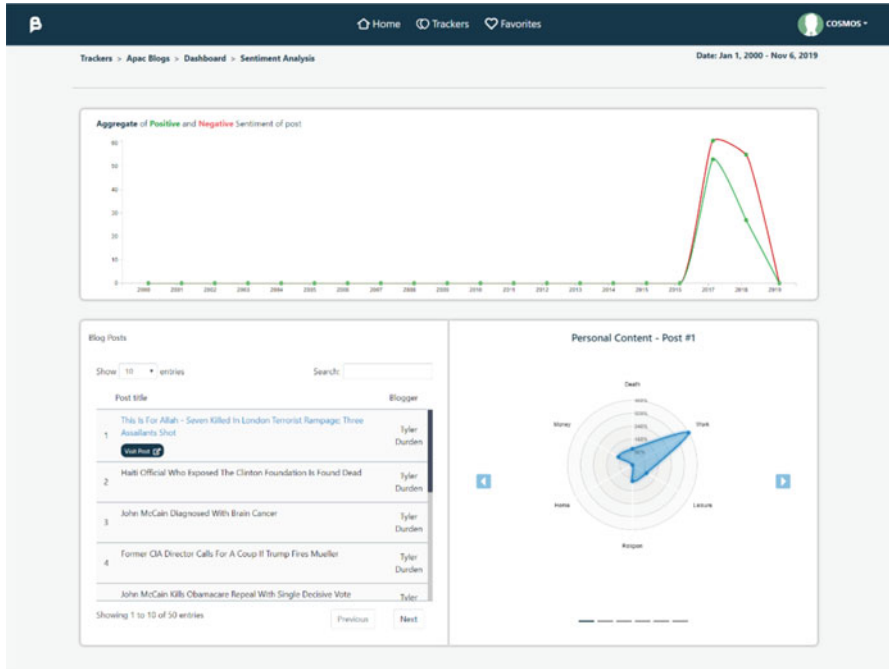 β
Home Trackers Favorites
COSMOS
Trackers > Apac Blogs > Dashboard > Sentiment Analysis
Date: Jan 1, 2000 - Nov 6, 2019
Aggregate of Positive and Negative Sentiment of post
60
50
40
30
20
10
0
2000 2001 2002 2003 2004 2005 2006 2007 2008 2009 2010 2011 2012 2013 2014 2015 2016 2017 2018 2019
Blog Posts
Show 10 entries
Search:
Post title Blogger
1 This Is For Allah - Seven Killed In London Terrorist Rampage; Three
Assailants Shot
Visit Post
Tyler
Durden
2 Haiti Official Who Exposed The Clinton Foundation Is Found Dead
Tyler
Durden
3 John McCain Diagnosed With Brain Cancer
Tyler
Durden
4 Former CIA Director Calls For A Coup If Trump Fires Mueller
Tyler
Durden
John McCain Kills Obamacare Repeal With Single Decisive Vote
Tyler
Showing 1 to 10 of 50 entries
Previous Next
Personal Content - Post #1
Death
Money
Work
Home
Leisure
Religion